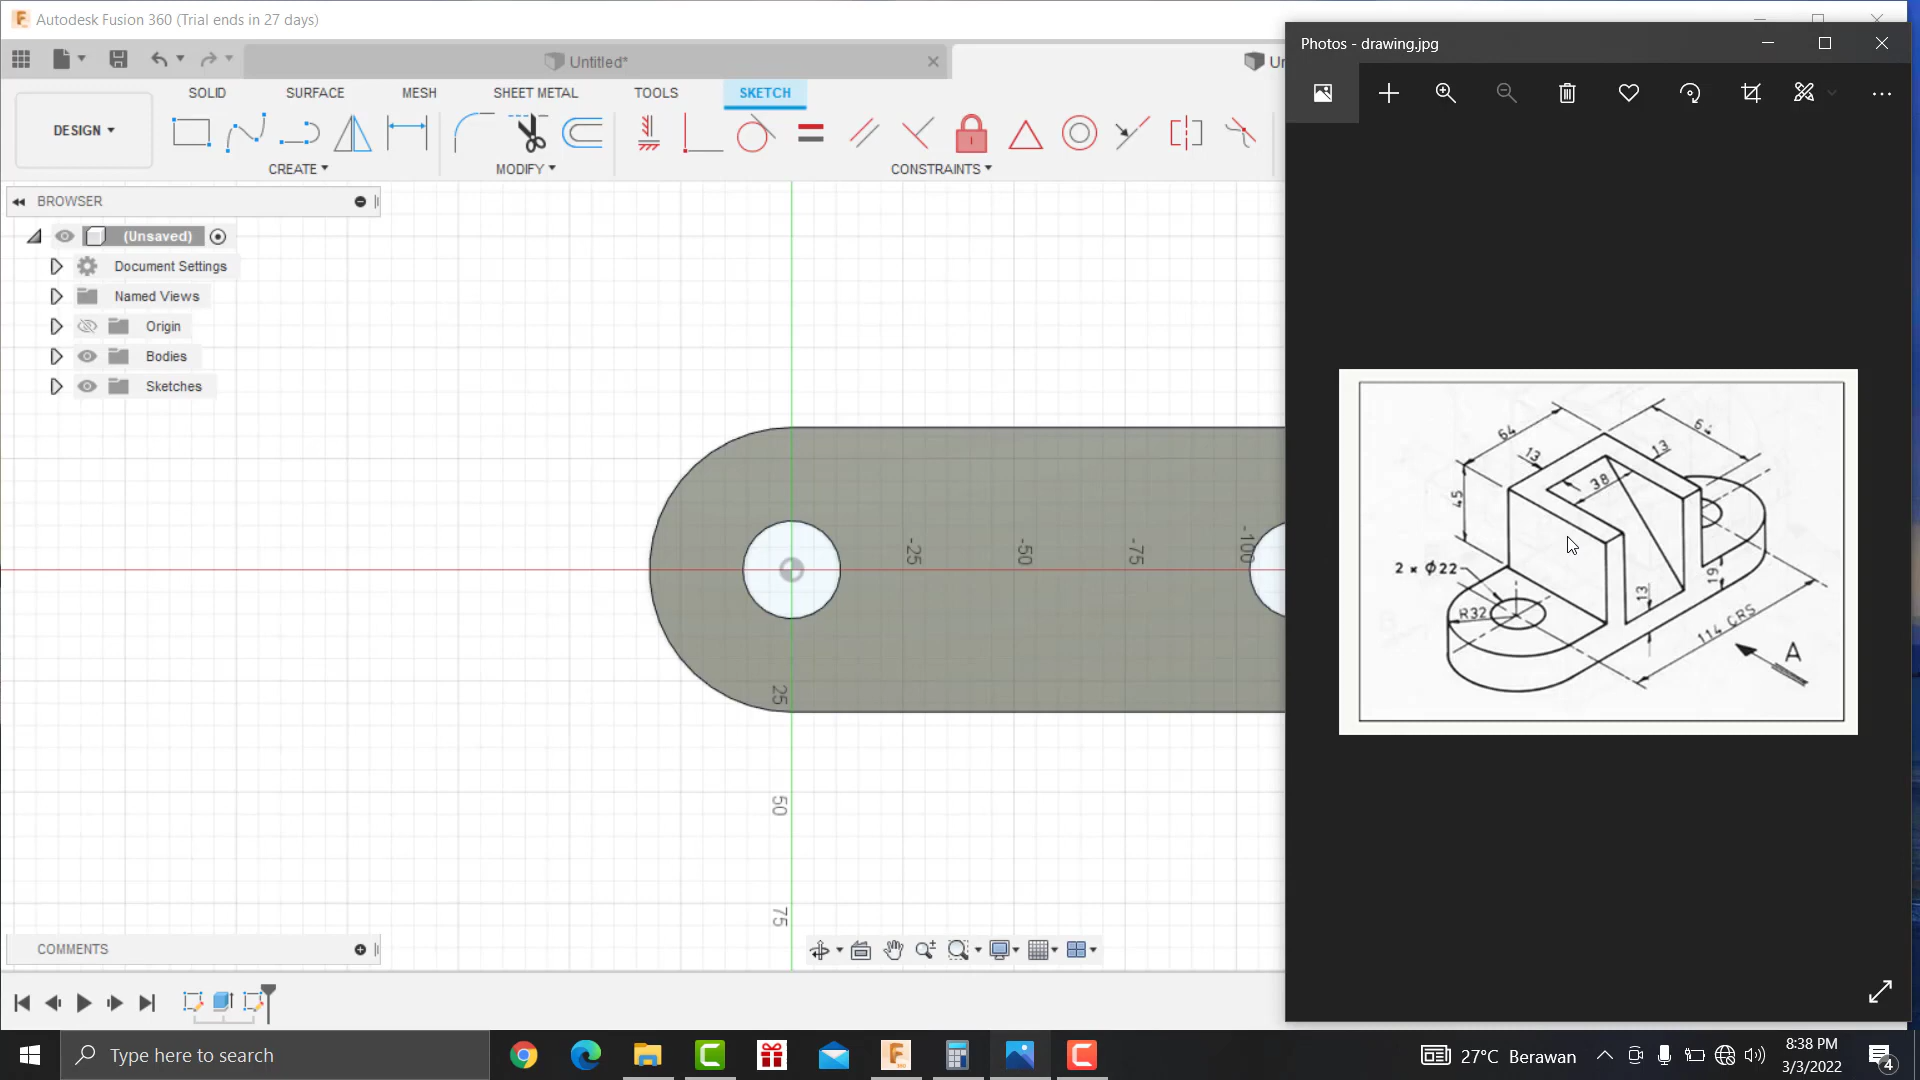 Autodesk Fusion 360 (Trial ends in 27 days)
Untitled*
Un
SOLID
SURFACE
MESH
SHEET METAL
TOOLS
SKETCH
DESIGN
CREATE
MODIFY
CONSTRAINTS
BROWSER
(Unsaved)
Document Settings
Named Views
Origin
Bodies
Sketches
-25
-50
-75
-100
25
50
75
COMMENTS
Photos - drawing.jpg
64
64
13
13
38
45
2 x Φ22
R32
13
19
114 CRS
A
Type here to search
27°C Berawan
8:38 PM
3/3/2022
4